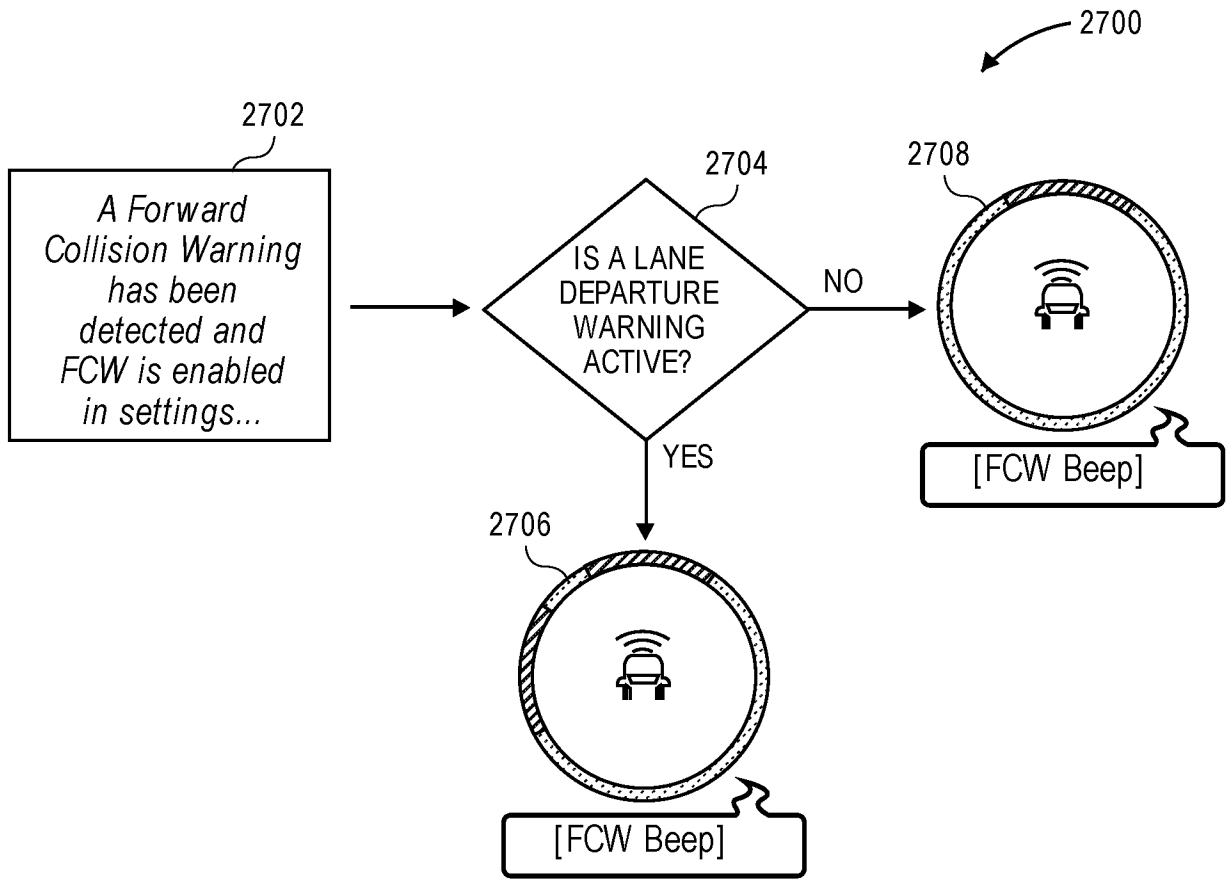 2700
2702
A Forward
Collision Warning
has been
detected and
FCW is enabled
in settings...
2704
IS A LANE
DEPARTURE
WARNING
ACTIVE?
NO
2708
[FCW Beep]
YES
2706
[FCW Beep]